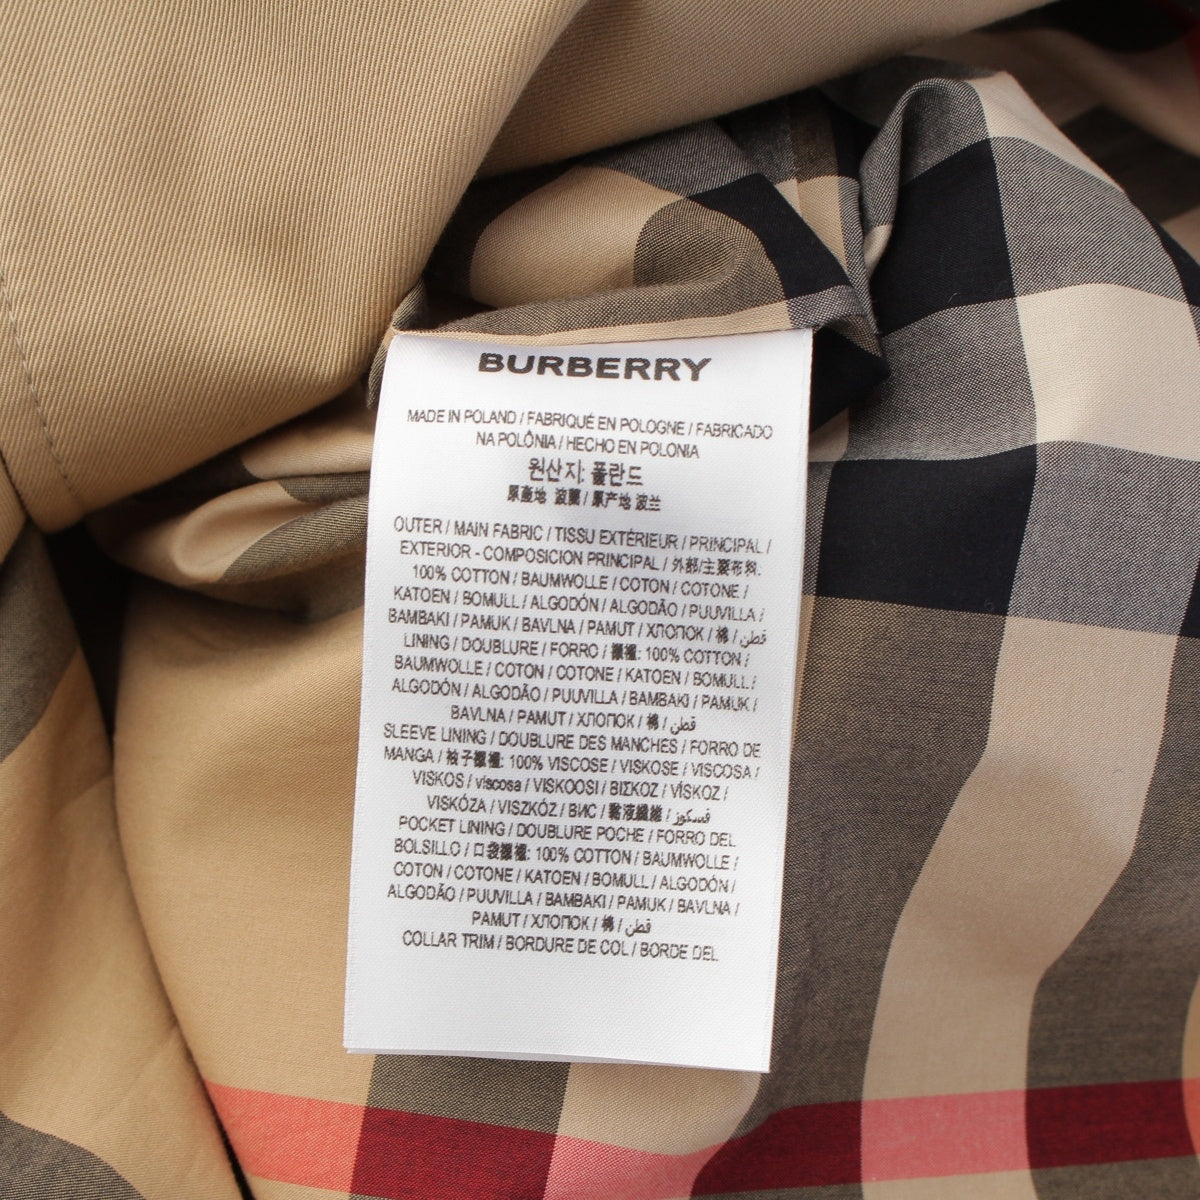 BURBERRY
MADE IN POLAND / FABRIQUÉ EN POLOGNE / FABRICADO
NA POLÔNIA / HECHO EN POLONIA
원산지: 폴란드
原產地 波蘭 / 原产地 波兰
OUTER / MAIN FABRIC / TISSU EXTÉRIEUR / PRINCIPAL /
EXTERIOR - COMPOSICION PRINCIPAL / 外部/主要布料:
100% COTTON / BAUMWOLLE / COTON / COTONE /
KATOEN / BOMULL / ALGODÓN / ALGODÃO / PUUVILLA /
BAMBAKI / PAMUK / BAVLNA / PAMUT / ХЛОПОК / 棉 / قطن
LINING / DOUBLURE / FORRO / 襯裡: 100% COTTON /
BAUMWOLLE / COTON / COTONE / KATOEN / BOMULL /
ALGODÓN / ALGODÃO / PUUVILLA / BAMBAKI / PAMUK /
BAVLNA / PAMUT / ХЛОПОК / 棉 / قطن
SLEEVE LINING / DOUBLURE DES MANCHES / FORRO DE
MANGA / 袖子襯裡: 100% VISCOSE / VISKOSE / VISCOSA /
VISKOS / viscosa / VISKOOSI / ΒΙΣΚΟΖ / VÍSKOZ /
VISKÓZA / VISZKÓZ / ВИС / 黏液纖維 / فسكوز
POCKET LINING / DOUBLURE POCHE / FORRO DEL
BOLSILLO / 口袋襯裡: 100% COTTON / BAUMWOLLE /
COTON / COTONE / KATOEN / BOMULL / ALGODÓN /
ALGODÃO / PUUVILLA / BAMBAKI / PAMUK / BAVLNA /
PAMUT / ХЛОПОК / 棉 / قطن
COLLAR TRIM / BORDURE DE COL / BORDE DEL